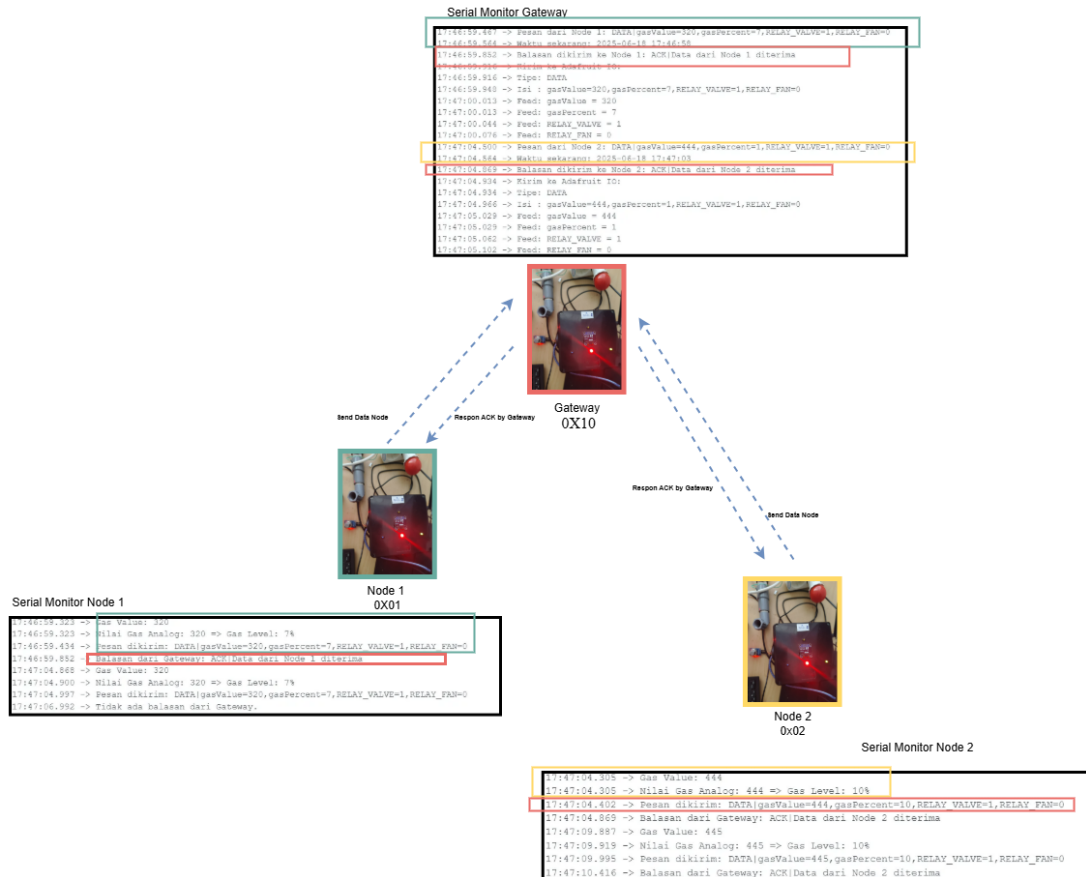 Serial Monitor Gateway
17:46:59.467 -> Pesan dari Node 1: DATA|gasValue=320,gasPercent=7,RELAY_VALVE=1,RELAY_FAN=0
17:46:59.564 -> Waktu sekarang: 2025-06-18 17:46:58
17:46:59.852 -> Balasan dikirim ke Node 1: ACK|Data dari Node 1 diterima
17:46:59.916 -> Kirim ke Adafruit IO:
17:46:59.916 -> Tipe: DATA
17:46:59.948 -> Isi : gasValue=320,gasPercent=7,RELAY_VALVE=1,RELAY_FAN=0
17:47:00.013 -> Feed: gasValue = 320
17:47:00.013 -> Feed: gasPercent = 7
17:47:00.044 -> Feed: RELAY_VALVE = 1
17:47:00.076 -> Feed: RELAY_FAN = 0
17:47:04.500 -> Pesan dari Node 2: DATA|gasValue=444,gasPercent=1,RELAY_VALVE=1,RELAY_FAN=0
17:47:04.564 -> Waktu sekarang: 2025-06-18 17:47:03
17:47:04.869 -> Balasan dikirim ke Node 2: ACK|Data dari Node 2 diterima
17:47:04.934 -> Kirim ke Adafruit IO:
17:47:04.934 -> Tipe: DATA
17:47:04.966 -> Isi : gasValue=444,gasPercent=1,RELAY_VALVE=1,RELAY_FAN=0
17:47:05.029 -> Feed: gasValue = 444
17:47:05.029 -> Feed: gasPercent = 1
17:47:05.062 -> Feed: RELAY_VALVE = 1
17:47:05.102 -> Feed: RELAY_FAN = 0
Gateway
0X10
Send Data Node
Respon ACK by Gateway
Respon ACK by Gateway
Send Data Node
Node 1
0X01
Serial Monitor Node 1
17:46:59.323 -> Gas Value: 320
17:46:59.323 -> Nilai Gas Analog: 320 => Gas Level: 7%
17:46:59.434 -> Pesan dikirim: DATA|gasValue=320,gasPercent=7,RELAY_VALVE=1,RELAY_FAN=0
17:46:59.852 -> Balasan dari Gateway: ACK|Data dari Node 1 diterima
17:47:04.868 -> Gas Value: 320
17:47:04.900 -> Nilai Gas Analog: 320 => Gas Level: 7%
17:47:04.997 -> Pesan dikirim: DATA|gasValue=320,gasPercent=7,RELAY_VALVE=1,RELAY_FAN=0
17:47:06.992 -> Tidak ada balasan dari Gateway.
Node 2
0x02
Serial Monitor Node 2
17:47:04.305 -> Gas Value: 444
17:47:04.305 -> Nilai Gas Analog: 444 => Gas Level: 10%
17:47:04.402 -> Pesan dikirim: DATA|gasValue=444,gasPercent=10,RELAY_VALVE=1,RELAY_FAN=0
17:47:04.869 -> Balasan dari Gateway: ACK|Data dari Node 2 diterima
17:47:09.887 -> Gas Value: 445
17:47:09.919 -> Nilai Gas Analog: 445 => Gas Level: 10%
17:47:09.995 -> Pesan dikirim: DATA|gasValue=445,gasPercent=10,RELAY_VALVE=1,RELAY_FAN=0
17:47:10.416 -> Balasan dari Gateway: ACK|Data dari Node 2 diterima